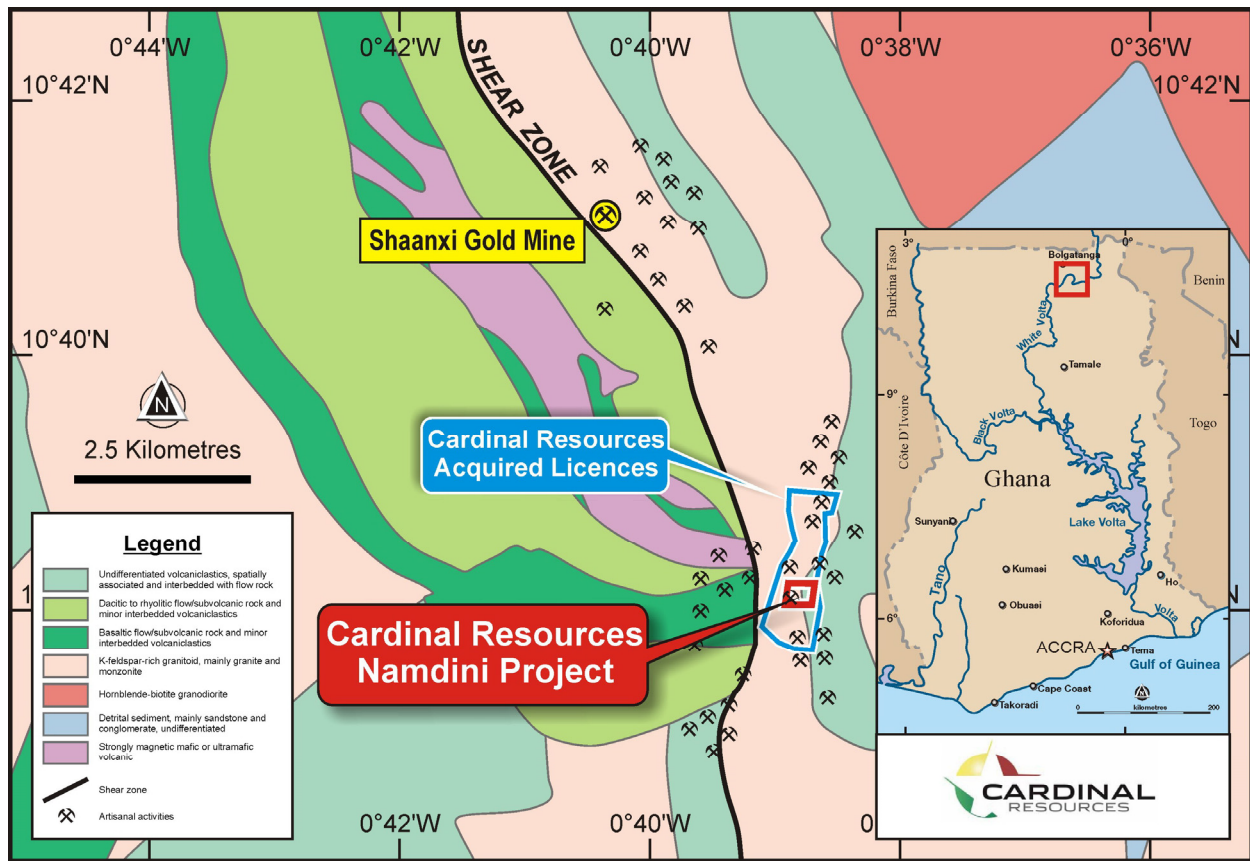 0°44'W
0°42'W
0°40'W
0°38'W
0°36'W
10°42'N
10°42'N
SHEAR ZONE
Shaanxi Gold Mine
10°40'N
N
2.5 Kilometres
Cardinal Resources
Acquired Licences
Cardinal Resources
Namdini Project
Legend
Undifferentiated volcaniclastics, spatially
associated and interbedded with flow rock
Dacitic to rhyolitic flow/subvolcanic rock and
minor interbedded volcaniclastics
Basaltic flow/subvolcanic rock and minor
interbedded volcaniclastics
K-feldspar-rich granitoid, mainly granite and
monzonite
Hornblende-biotite granodiorite
Detrital sediment, mainly sandstone and
conglomerate, undifferentiated
Strongly magnetic mafic or ultramafic
volcanic
Shear zone
Artisanal activities
0°42'W
0°40'W
3°
0°
Bolgatanga
Burkina Faso
Benin
White Volta
Tamale
9°
Black Volta
Togo
Côte D'Ivoire
Ghana
Sunyani
Lake Volta
Tano
Kumasi
Ho
Obuasi
Volta
6°
Koforidua
ACCRA
Tema
Gulf of Guinea
Cape Coast
Takoradi
kilometre
0
200
CARDINAL
RESOURCES